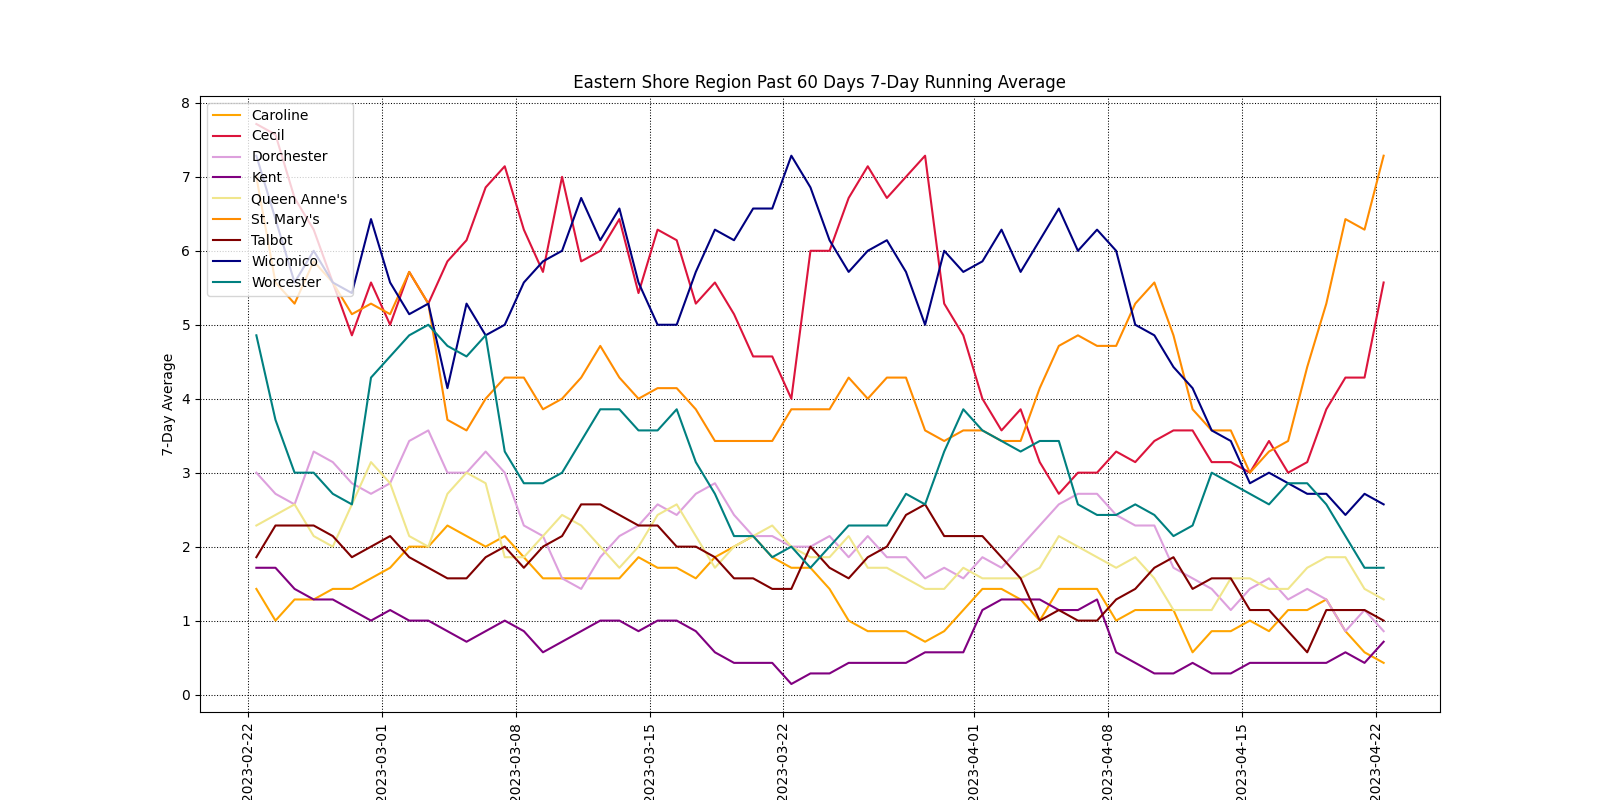 Eastern Shore Region Past 60 Days 7-Day Running Average
8
7
6
5
4
3
2
1
0
7-Day Average
Caroline
Cecil
Dorchester
Kent
Queen Anne's
St. Mary's
Talbot
Wicomico
Worcester
2023-02-22
2023-03-01
2023-03-08
2023-03-15
2023-03-22
2023-04-01
2023-04-08
2023-04-15
2023-04-22